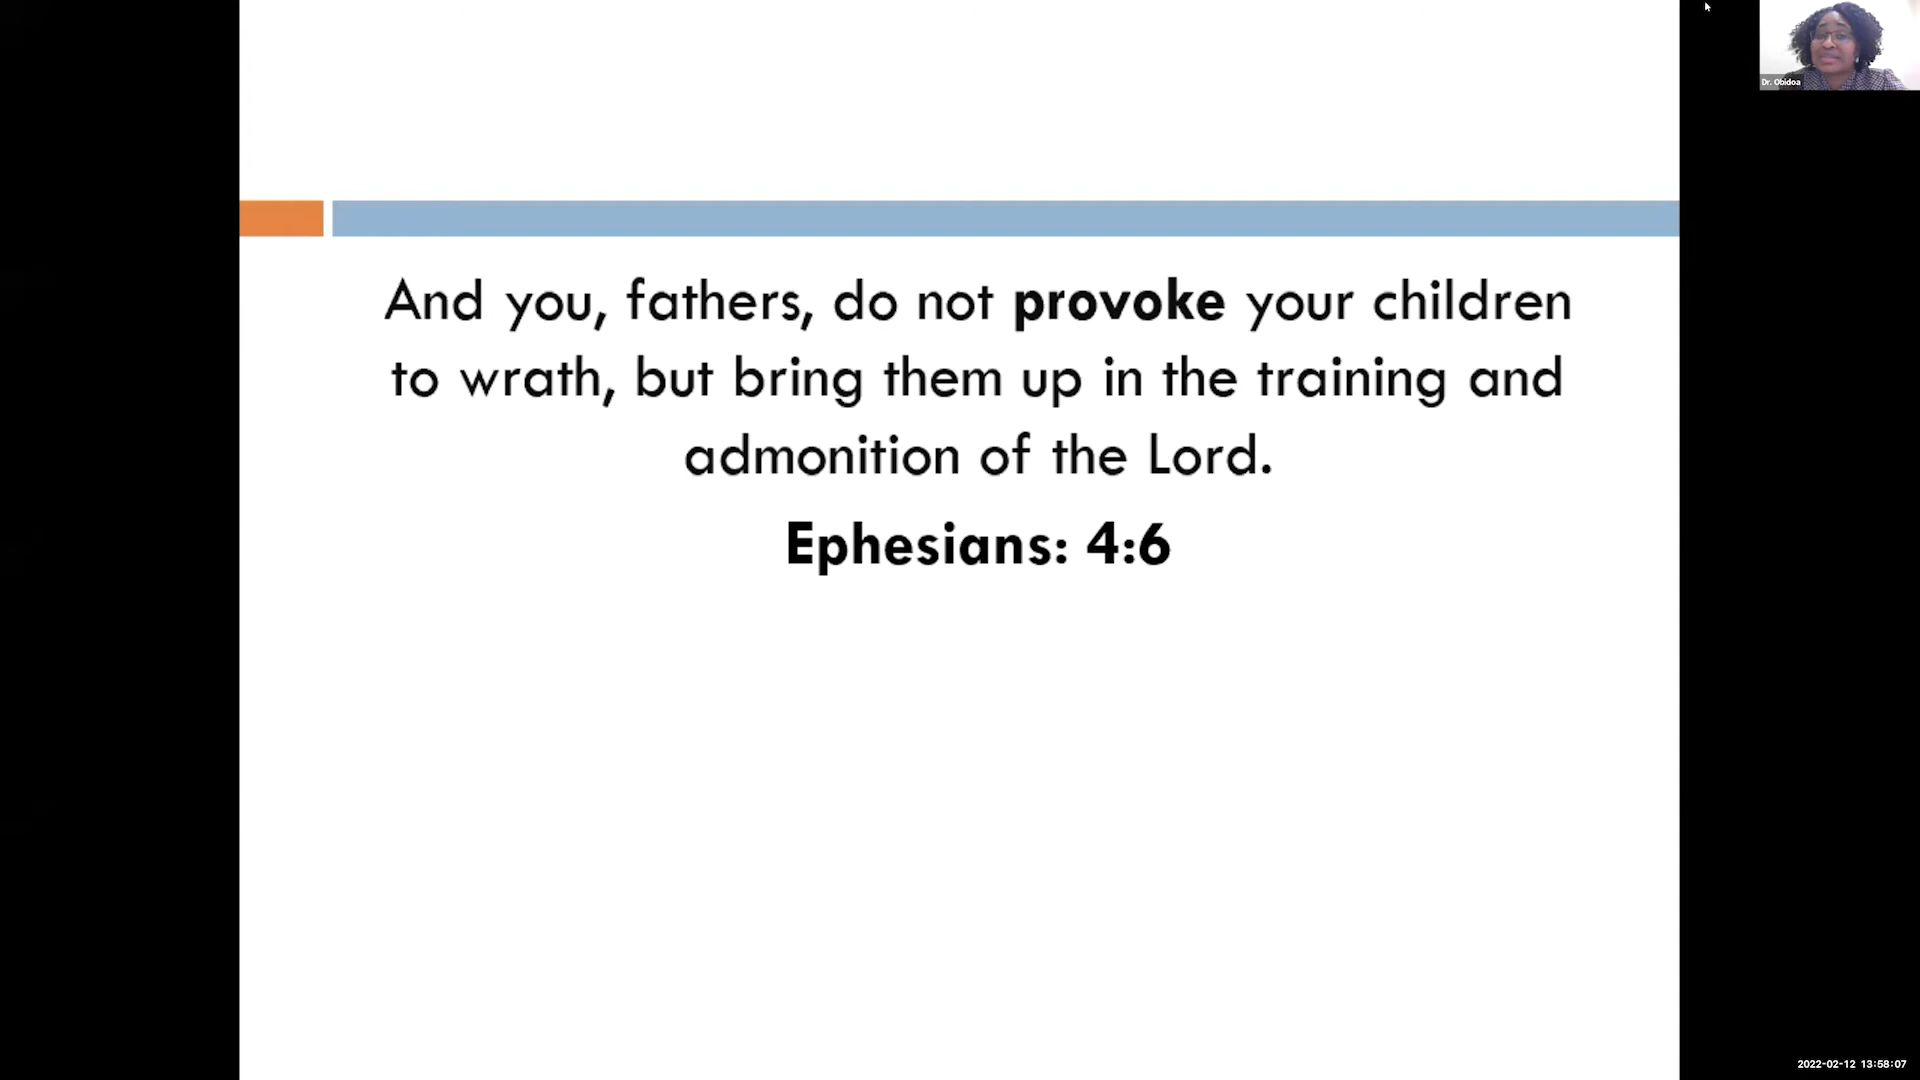 Dr. Obidoa
And you, fathers, do not provoke your children
to wrath, but bring them up in the training and
admonition of the Lord.
Ephesians: 4:6
2022-02-12 13:58:07